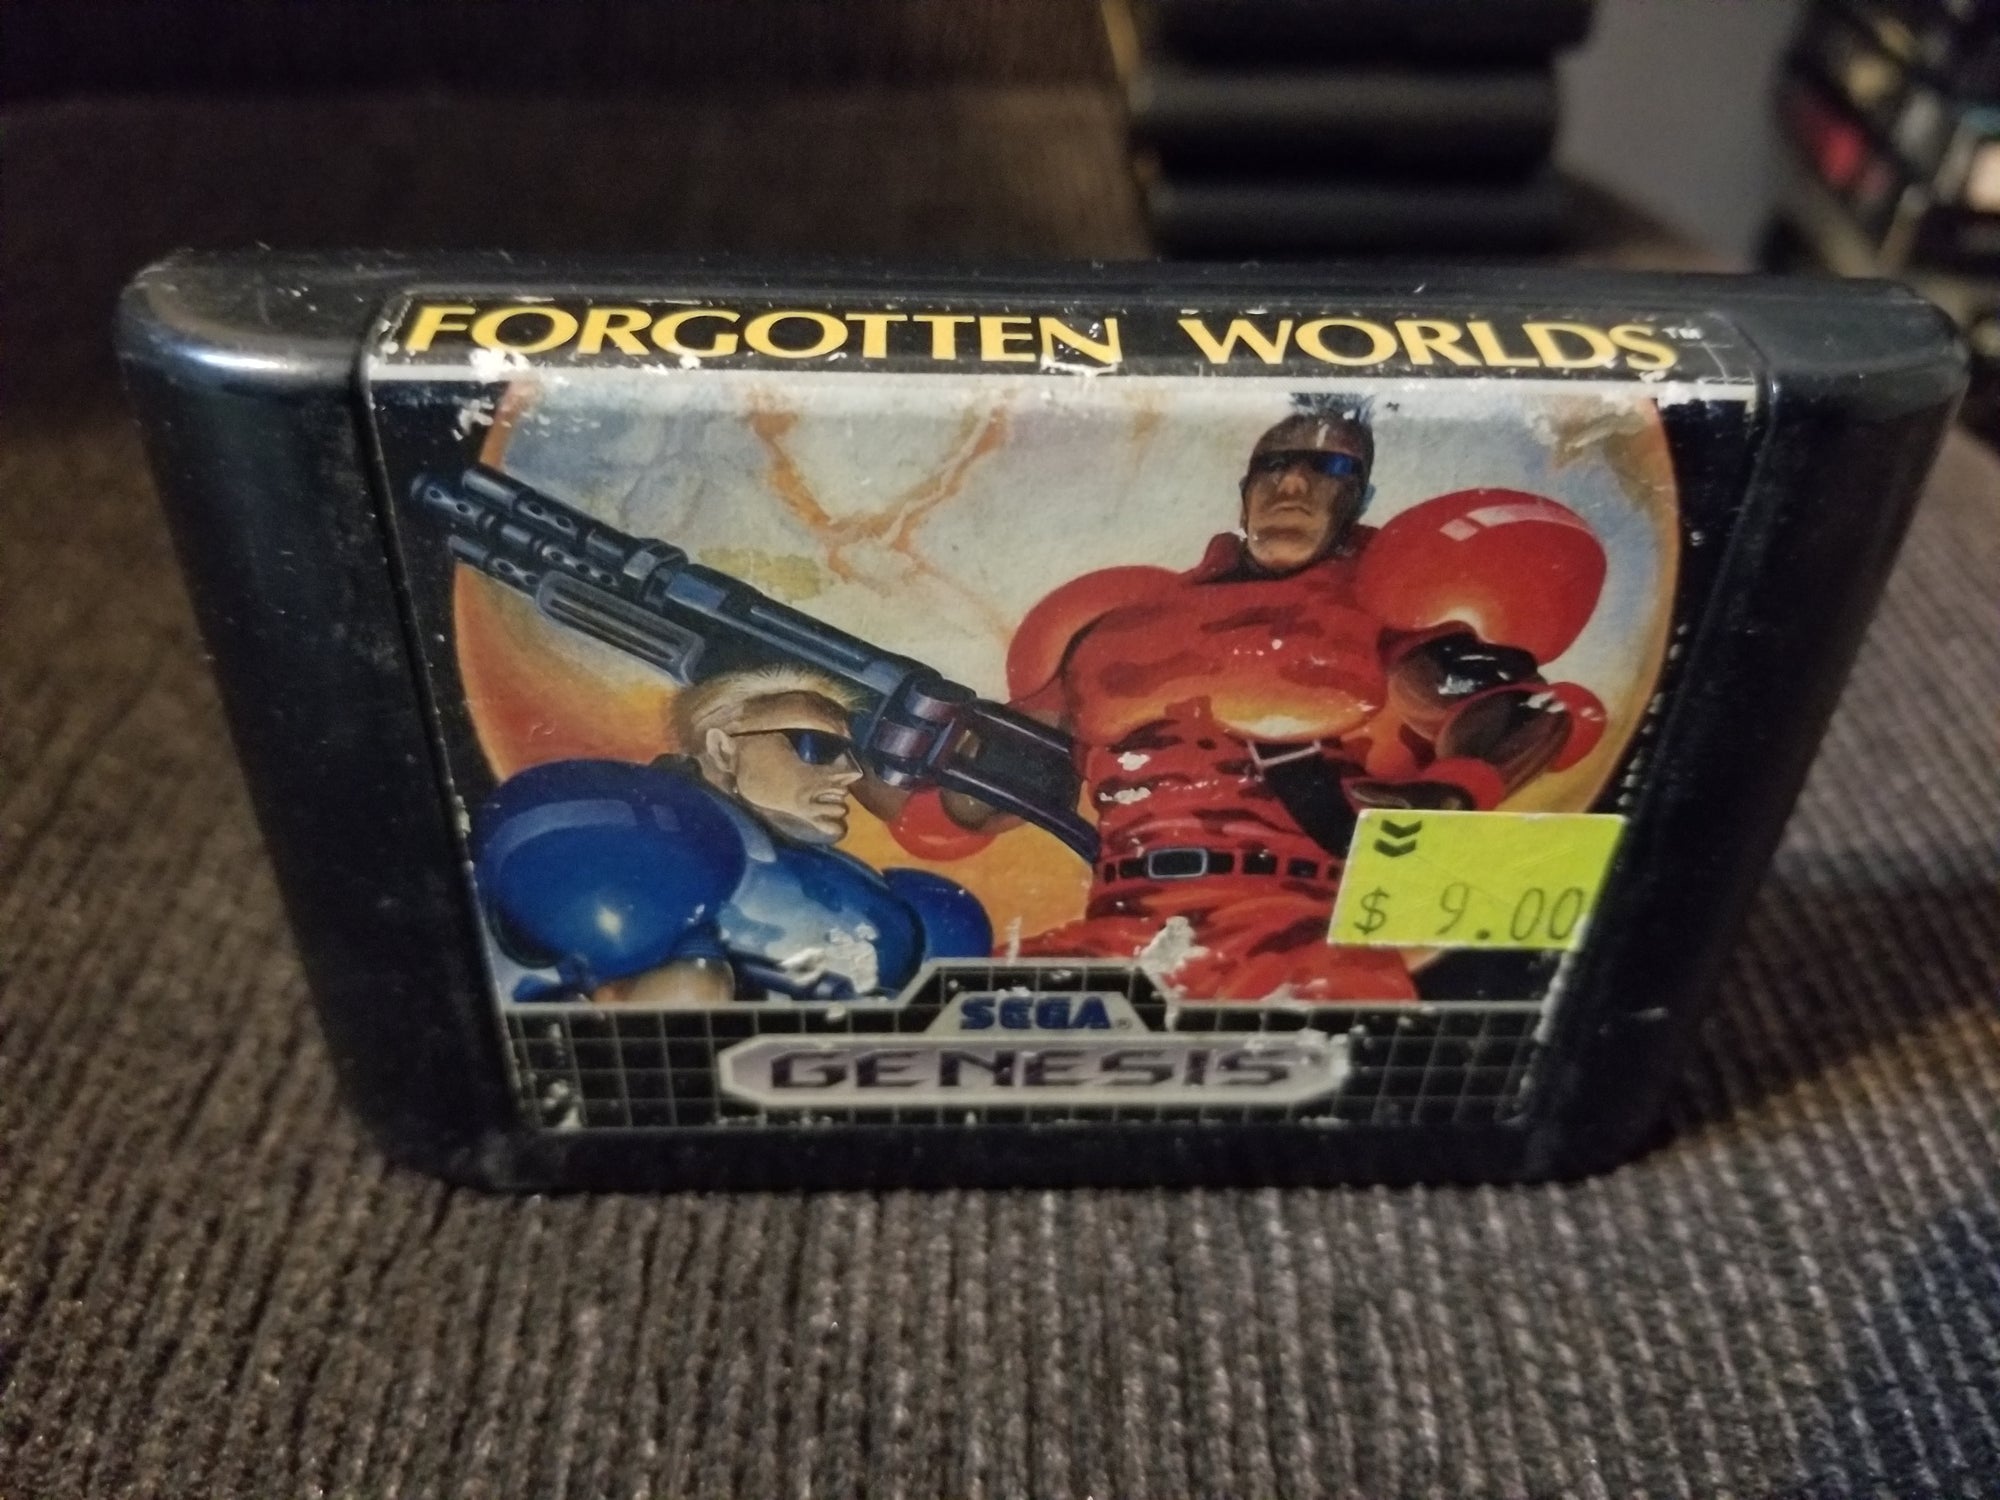 FORGOTTEN WORLDS™
$ 9.00
SEGA®
GENESIS